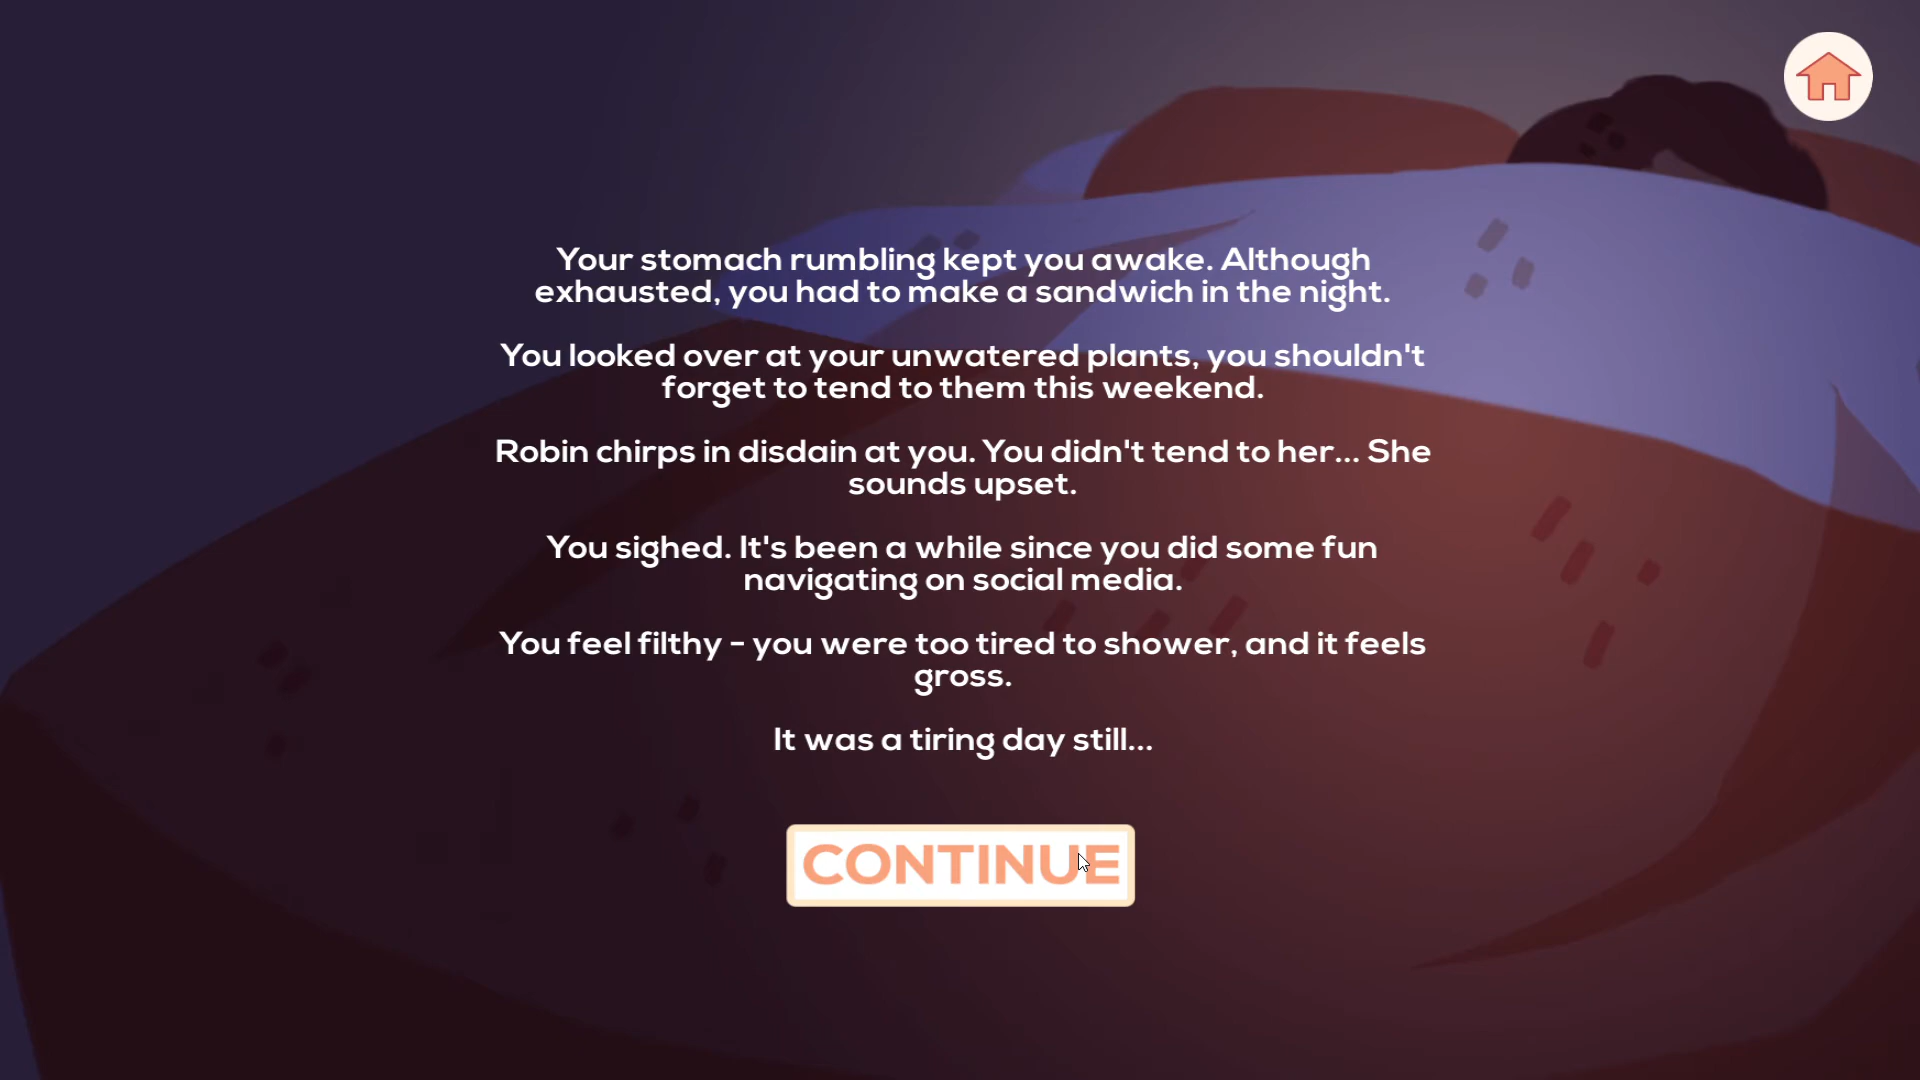 Your stomach rumbling kept you awake. Although
exhausted, you had to make a sandwich in the night.
You looked over at your unwatered plants, you shouldn't
forget to tend to them this weekend.
Robin chirps in disdain at you. You didn't tend to her... She
sounds upset.
You sighed. It's been a while since you did some fun
navigating on social media.
You feel filthy - you were too tired to shower, and it feels
gross.
It was a tiring day still...
CONTINUE